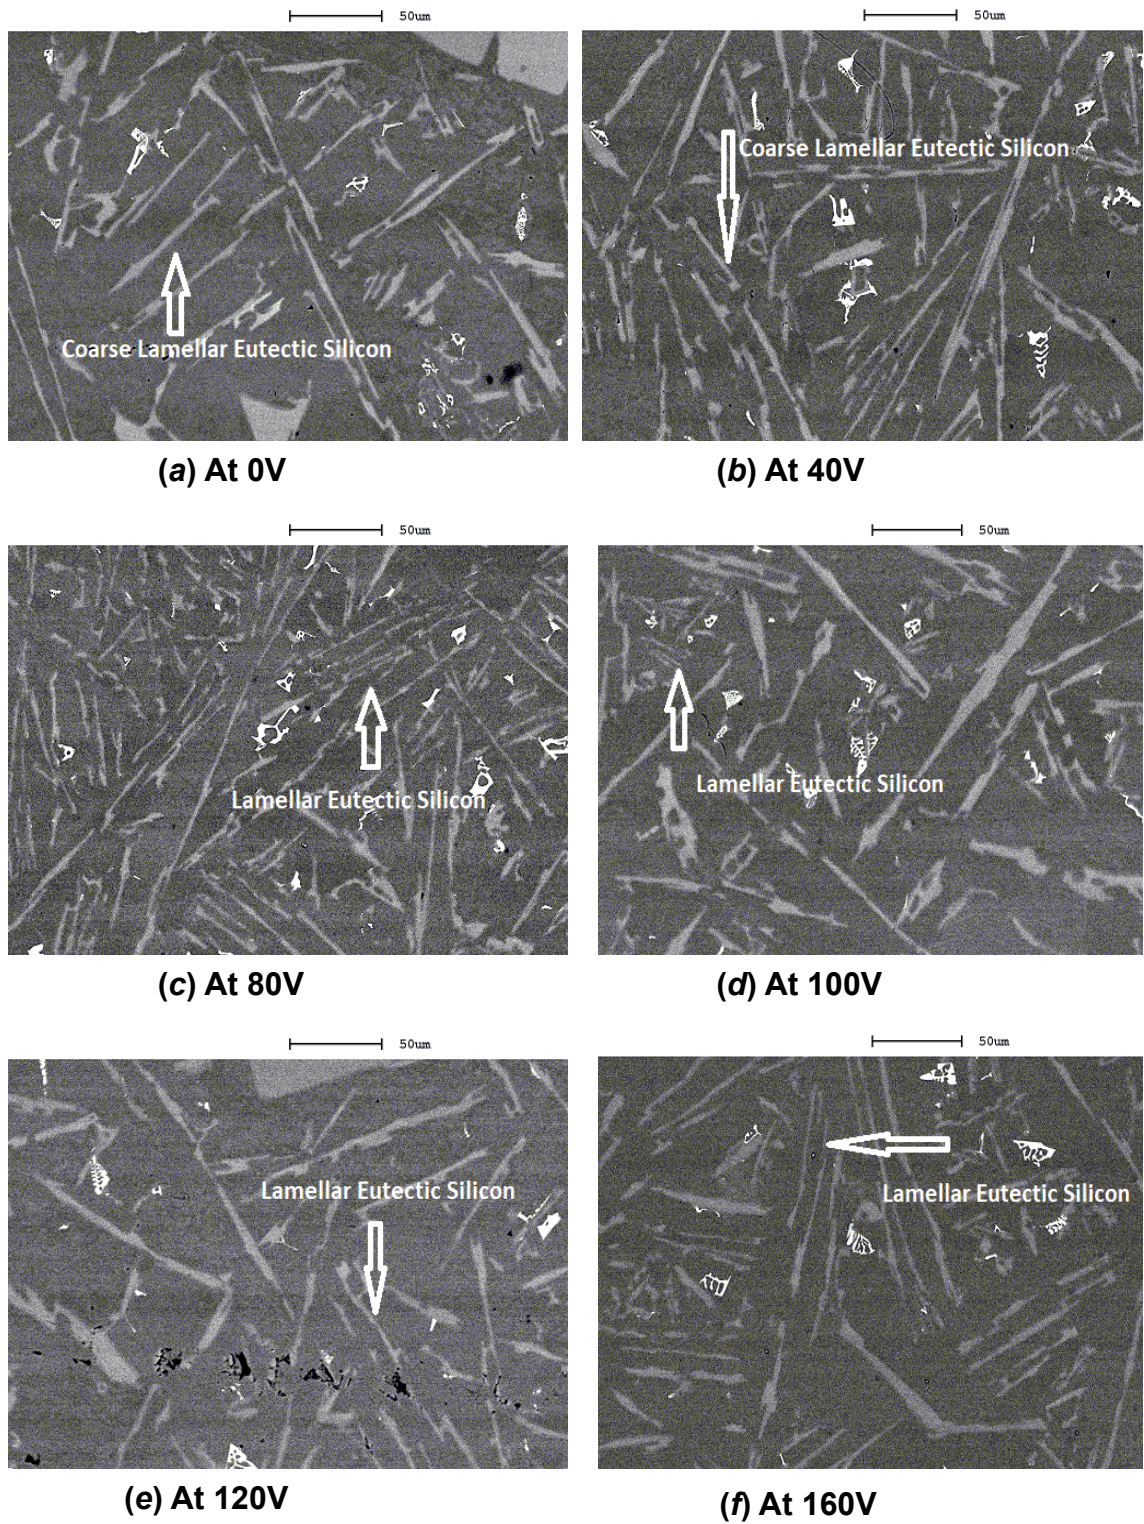 50um
50um
Coarse Lamellar Eutectic Silicon
Coarse Lamellar Eutectic Silicon
(a) At 0V
(b) At 40V
50um
50um
Lamellar Eutectic Silicon
Lamellar Eutectic Silicon
(c) At 80V
(d) At 100V
50um
50um
Lamellar Eutectic Silicon
Lamellar Eutectic Silicon
(e) At 120V
(f) At 160V